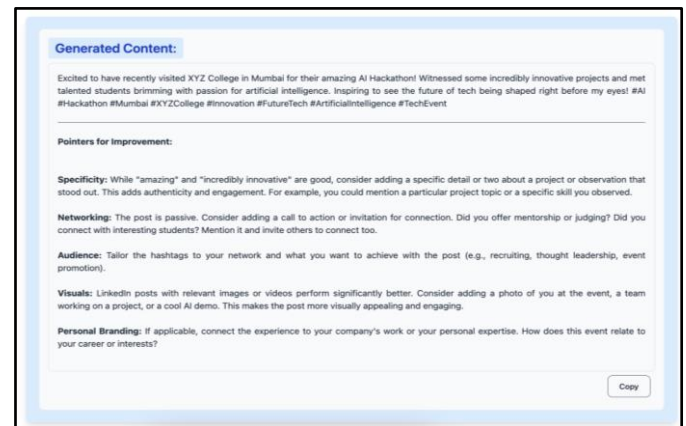 Generated Content:
Excited to have recently visited XYZ College in Mumbai for their amazing AI Hackathon! Witnessed some incredibly innovative projects and met
talented students brimming with passion for artificial intelligence. Inspiring to see the future of tech being shaped right before my eyes! #AI
#Hackathon #Mumbai #XYZCollege #Innovation #FutureTech #ArtificialIntelligence #TechEvent
Pointers for Improvement:
Specificity: While "amazing" and "incredibly innovative" are good, consider adding a specific detail or two about a project or observation that
stood out. This adds authenticity and engagement. For example, you could mention a particular project topic or a specific skill you observed.
Networking: The post is passive. Consider adding a call to action or invitation for connection. Did you offer mentorship or judging? Did you
connect with interesting students? Mention it and invite others to connect too.
Audience: Tailor the hashtags to your network and what you want to achieve with the post (e.g., recruiting, thought leadership, event
promotion).
Visuals: LinkedIn posts with relevant images or videos perform significantly better. Consider adding a photo of you at the event, a team
working on a project, or a cool AI demo. This makes the post more visually appealing and engaging.
Personal Branding: If applicable, connect the experience to your company's work or your personal expertise. How does this event relate to
your career or interests?
Copy